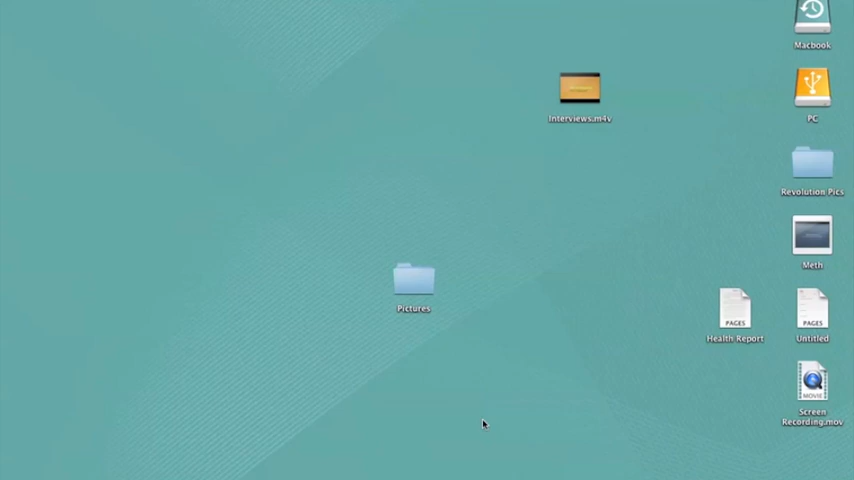 Macbook
Interviews.m4v
PC
Revolution Pics
Meth
Pictures
PAGES
Health Report
PAGES
Untitled
MOVIE
Screen
Recording.mov